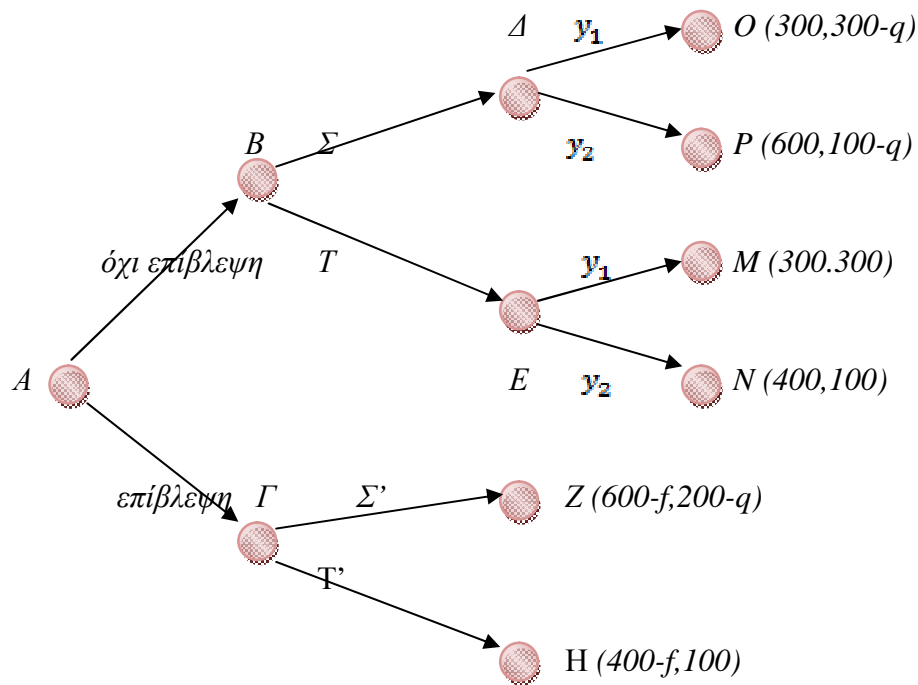 Δ y₁ O (300,300-q)
B Σ y₂ P (600,100-q)
όχι επίβλεψη T y₁ M (300.300)
A E y₂ N (400,100)
επίβλεψη Γ Σ’ Z (600-f,200-q)
T’
H (400-f,100)